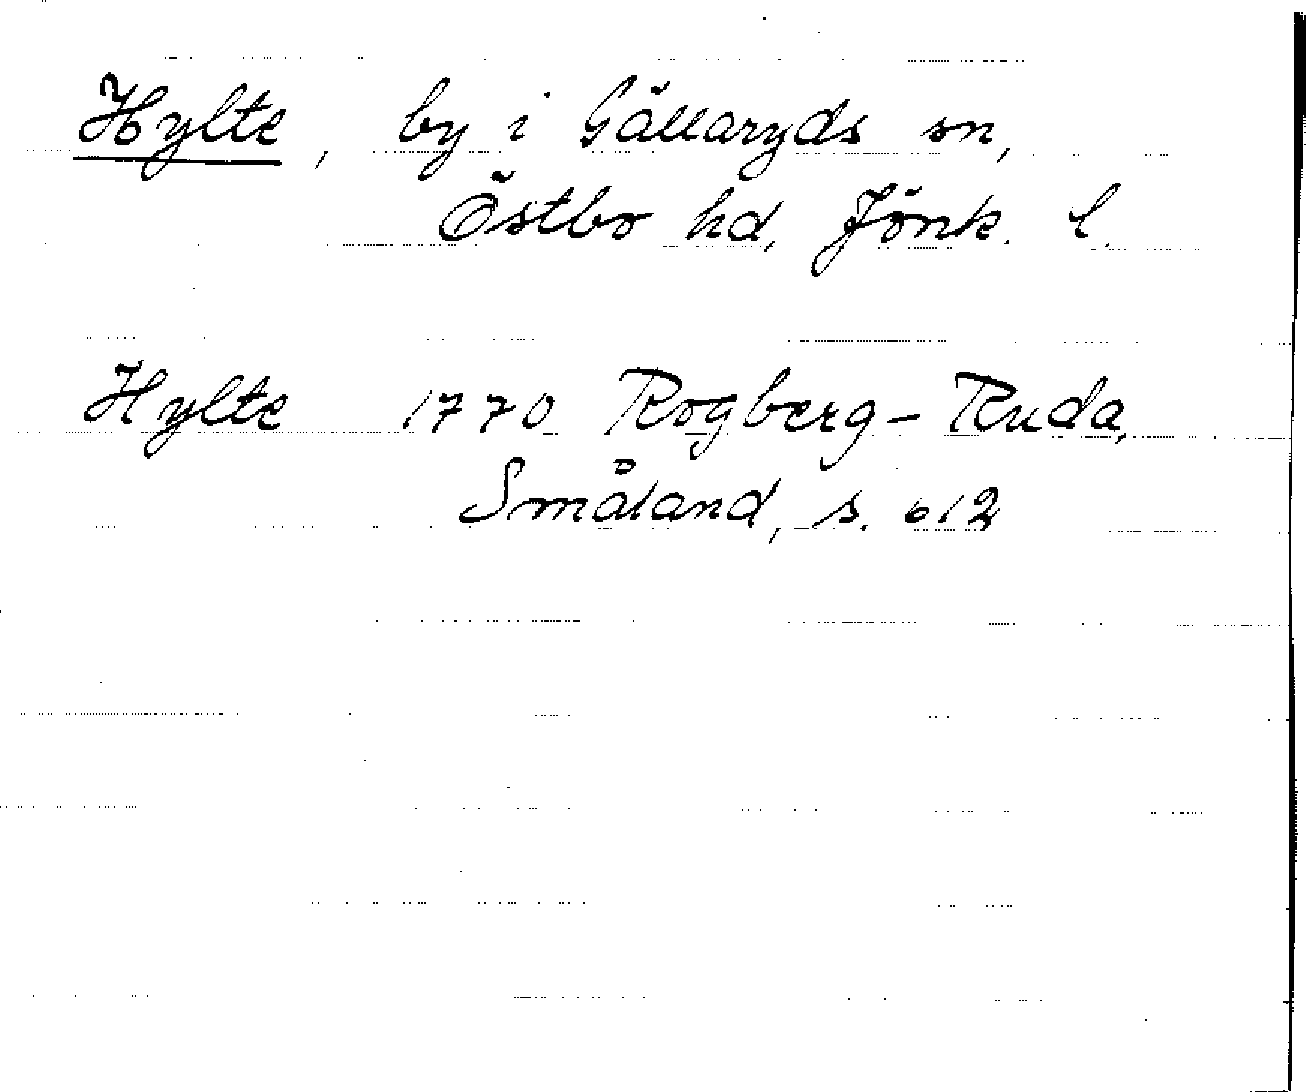 Hylte, by i Gällaryds sn,
Östbo hd, Jönk. l.
Hylte 1770 Rogberg-Ruda,
Småland, s. 612